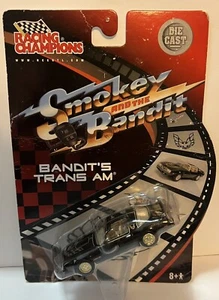 RACING
CHAMPIONS
DIE
CAST
Smokey
AND THE
Bandit
BANDIT'S
TRANS AM®
8+